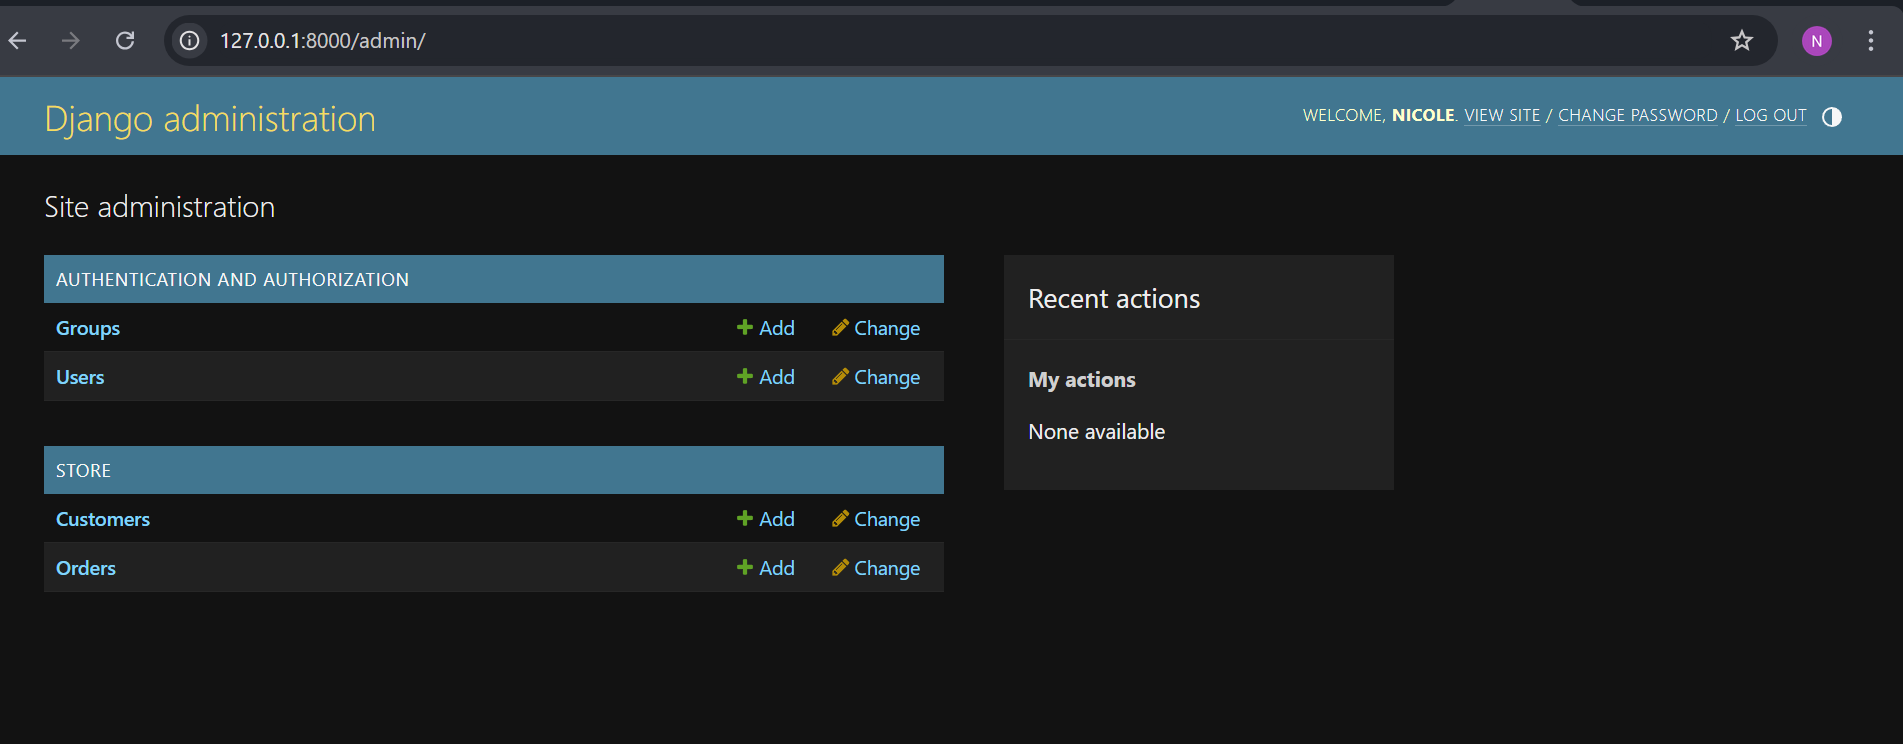 127.0.0.1:8000/admin/
N
Django administration
WELCOME, NICOLE. VIEW SITE / CHANGE PASSWORD / LOG OUT
Site administration
AUTHENTICATION AND AUTHORIZATION
Groups Add Change
Users Add Change
STORE
Customers Add Change
Orders Add Change
Recent actions
My actions
None available